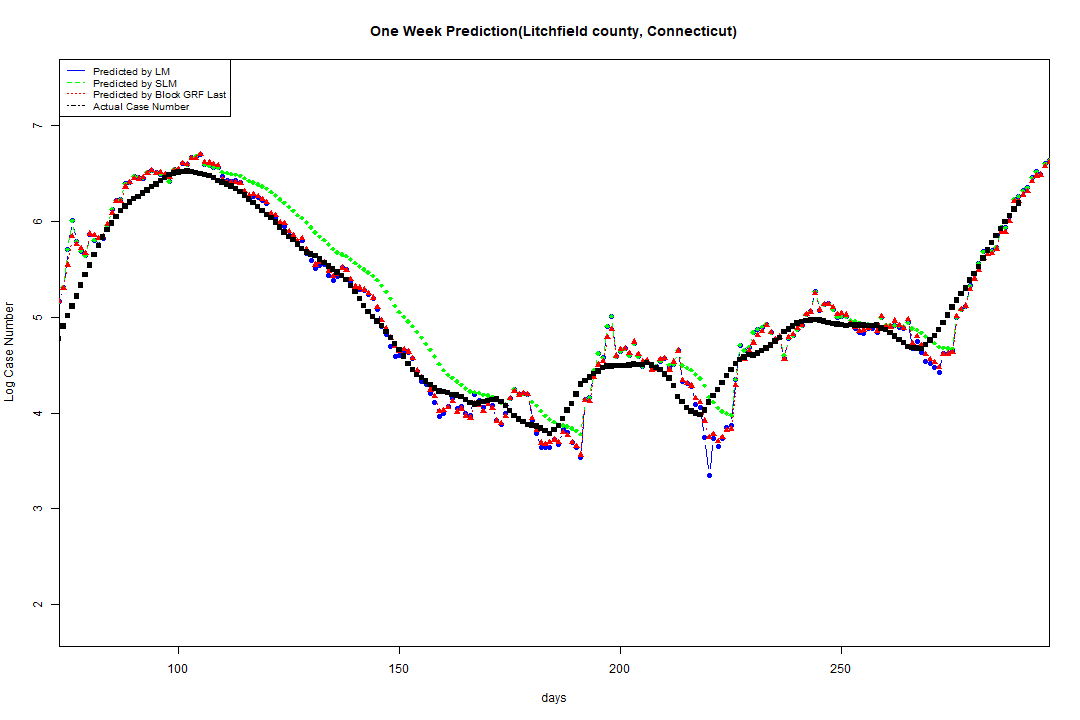 One Week Prediction(Litchfield county, Connecticut)
Predicted by LM
Predicted by SLM
Predicted by Block GRF Last
Actual Case Number
Log Case Number
7
6
5
4
3
2
100 150 200 250
days